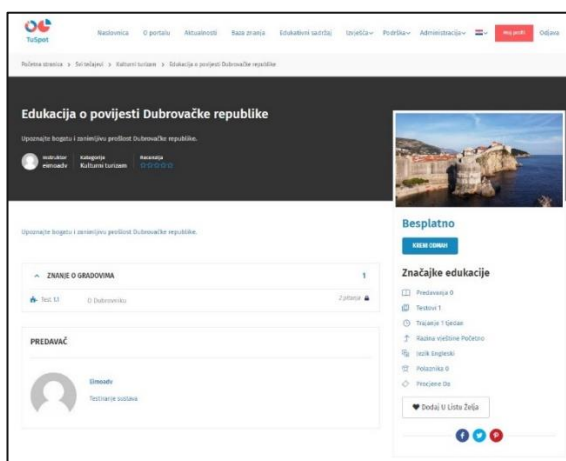 TuSpot
Naslovnica O portalu Aktualnosti Baza znanja Edukativni sadržaj Izvješća Podrška Administracija Moj profil Odjava
Početna stranica > Svi tečajevi > Kulturni turizam > Edukacija o povijesti Dubrovačke republike
Edukacija o povijesti Dubrovačke republike
Upoznajte bogatu i zanimljivu prošlost Dubrovačke republike.
Instruktor
eimoadv
Kategorija
Kulturni turizam
Recenzija
Upoznajte bogatu i zanimljivu prošlost Dubrovačke republike.
ZNANJE O GRADOVIMA 1
Test 1.1 O Dubrovniku
PREDAVAČ
Eimoadv
Testiranje sustava
Besplatno
KRENI ODMAH
Značajke edukacije
Predavanja 0
Testovi 1
Trajanje 1 tjedan
Razina vještine Početno
Jezik Engleski
Polaznika 0
Procjene Da
Dodaj U Listu Želja